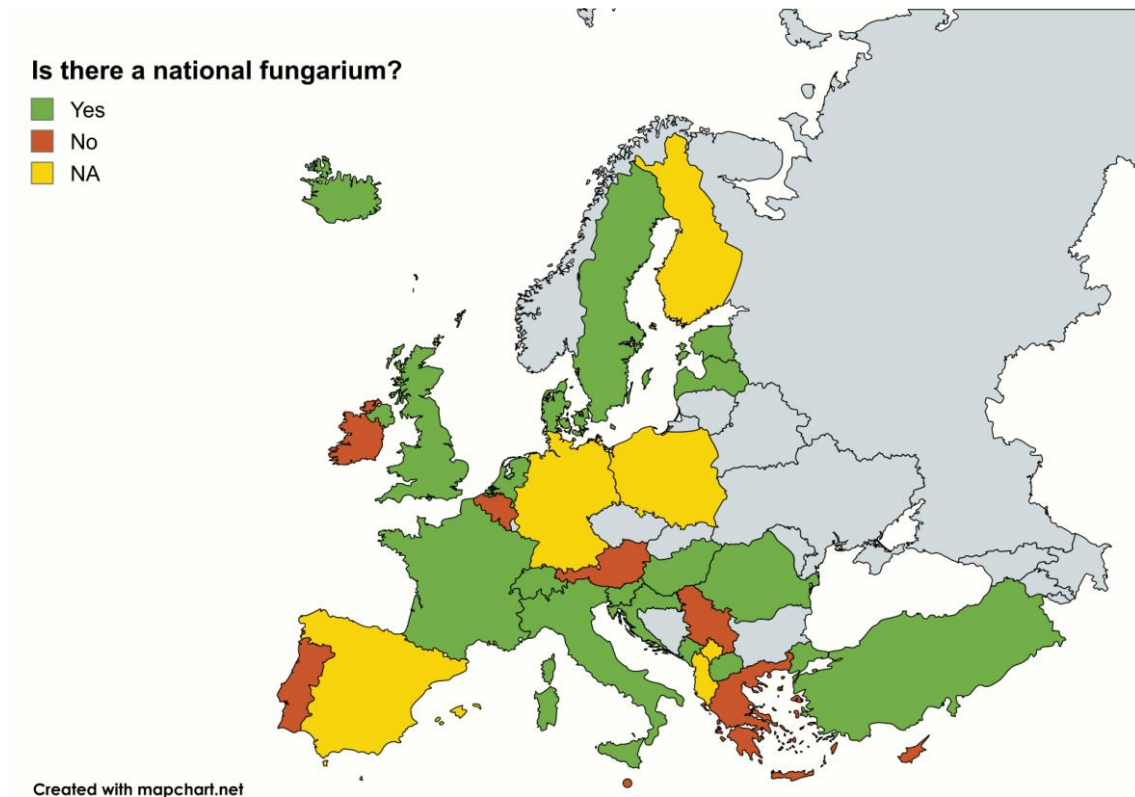 Is there a national fungarium?
Yes
No
NA
Created with mapchart.net